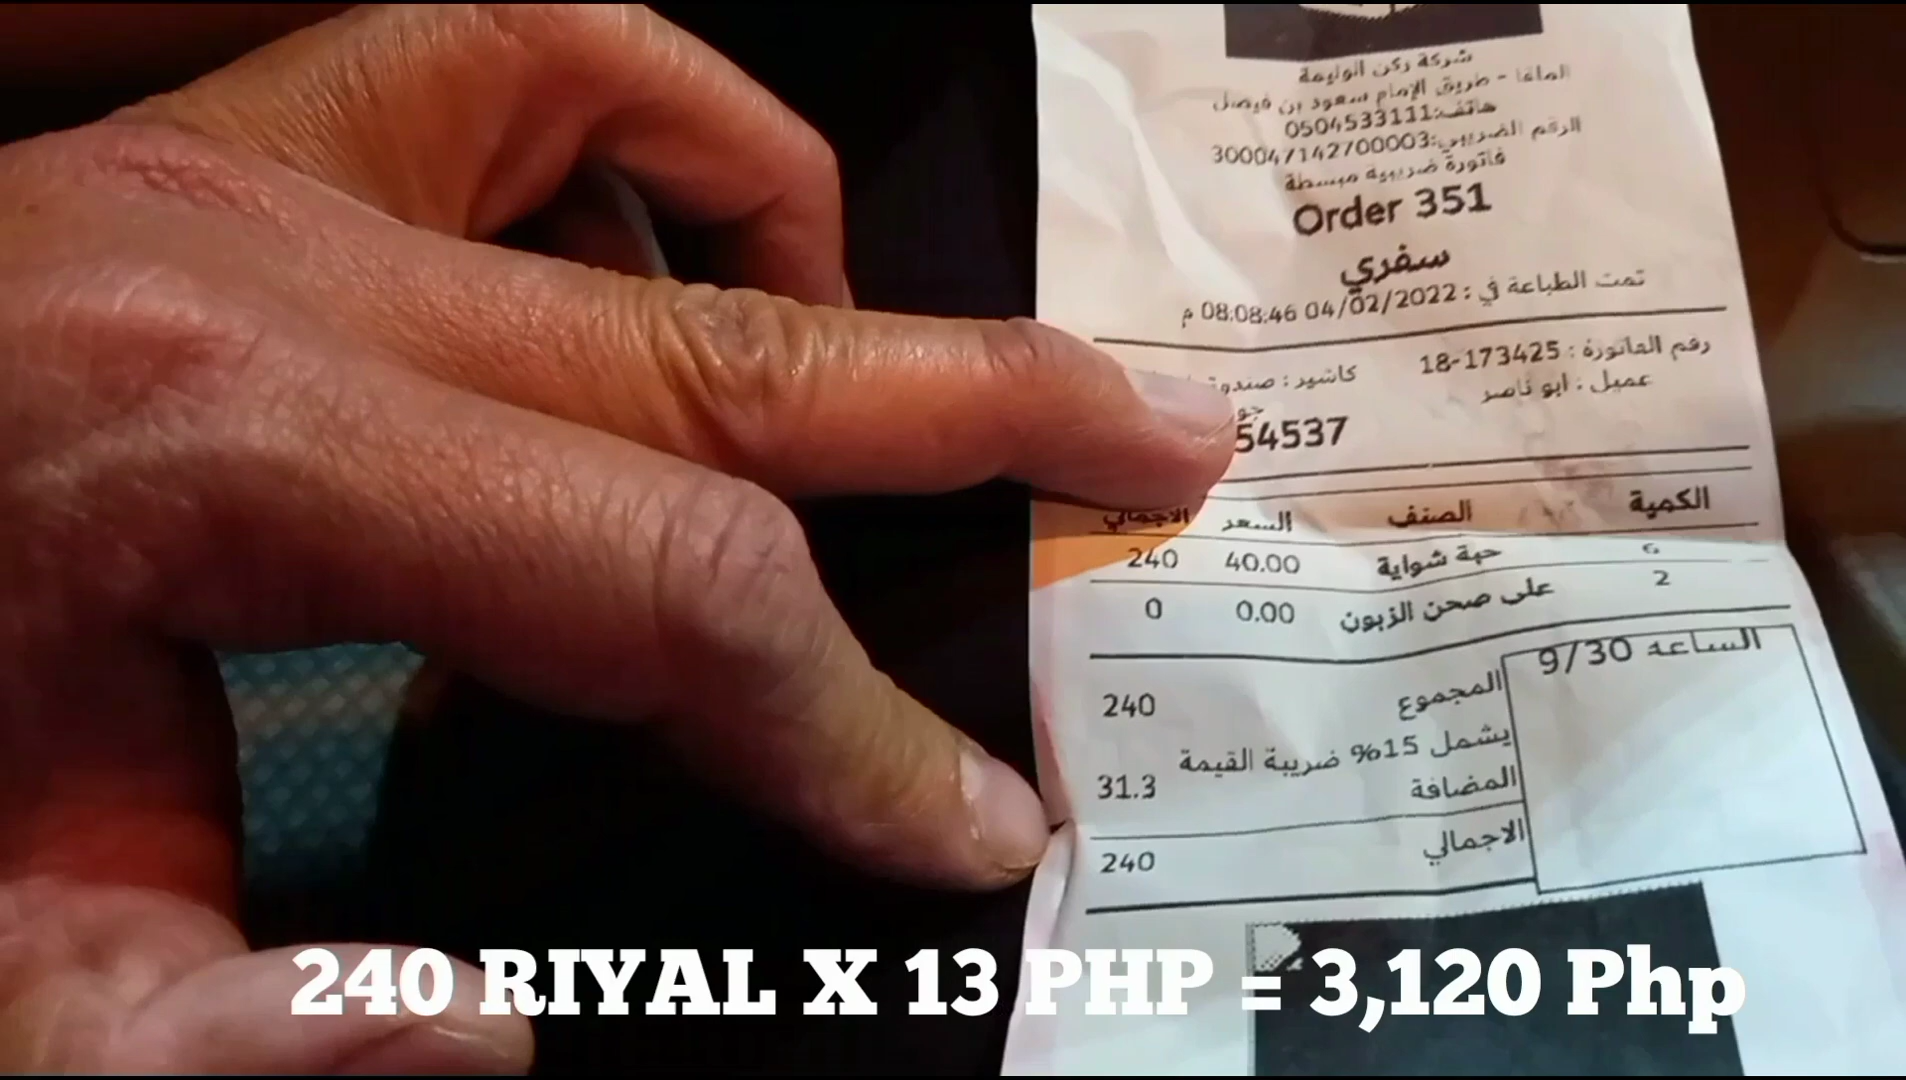 شركة ركن الوليمة
الملقا - طريق الإمام سعود بن فيصل
هاتف:0504533111
الرقم الضريبي:300047142700003
فاتورة ضريبية مبسطة
Order 351
سفري
تمت الطباعة في : 04/02/2022 08:08:46 م
رقم الفاتورة : 18-173425
كاشير :
عميل : ابو ناصر
54537
الكمية الصنف السعر الاجمالي
6 حبة شواية 40.00 240
2 على صحن الزبون 0.00 0
الساعه 9/30
المجموع 240
يشمل 15% ضريبة القيمة
المضافة 31.3
الاجمالي 240
240 RIYAL X 13 PHP = 3,120 Php